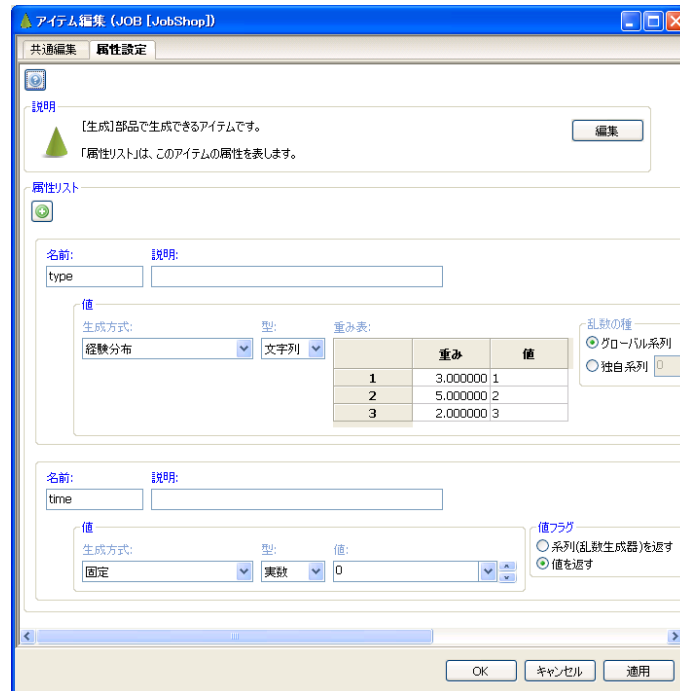 アイテム編集 (JOB [JobShop])
共通編集 属性設定
説明
[生成]部品で生成できるアイテムです。
「属性リスト」は、このアイテムの属性を表します。
編集
属性リスト
名前: 説明:
type
値
生成方式: 型: 重み表: 乱数の種
経験分布 文字列 グローバル系列
独自系列 0
重み 値
1 3.000000 1
2 5.000000 2
3 2.000000 3
名前: 説明:
time
値 値フラグ
生成方式: 型: 値: 系列(乱数生成器)を返す
固定 実数 0 値を返す
OK キャンセル 適用